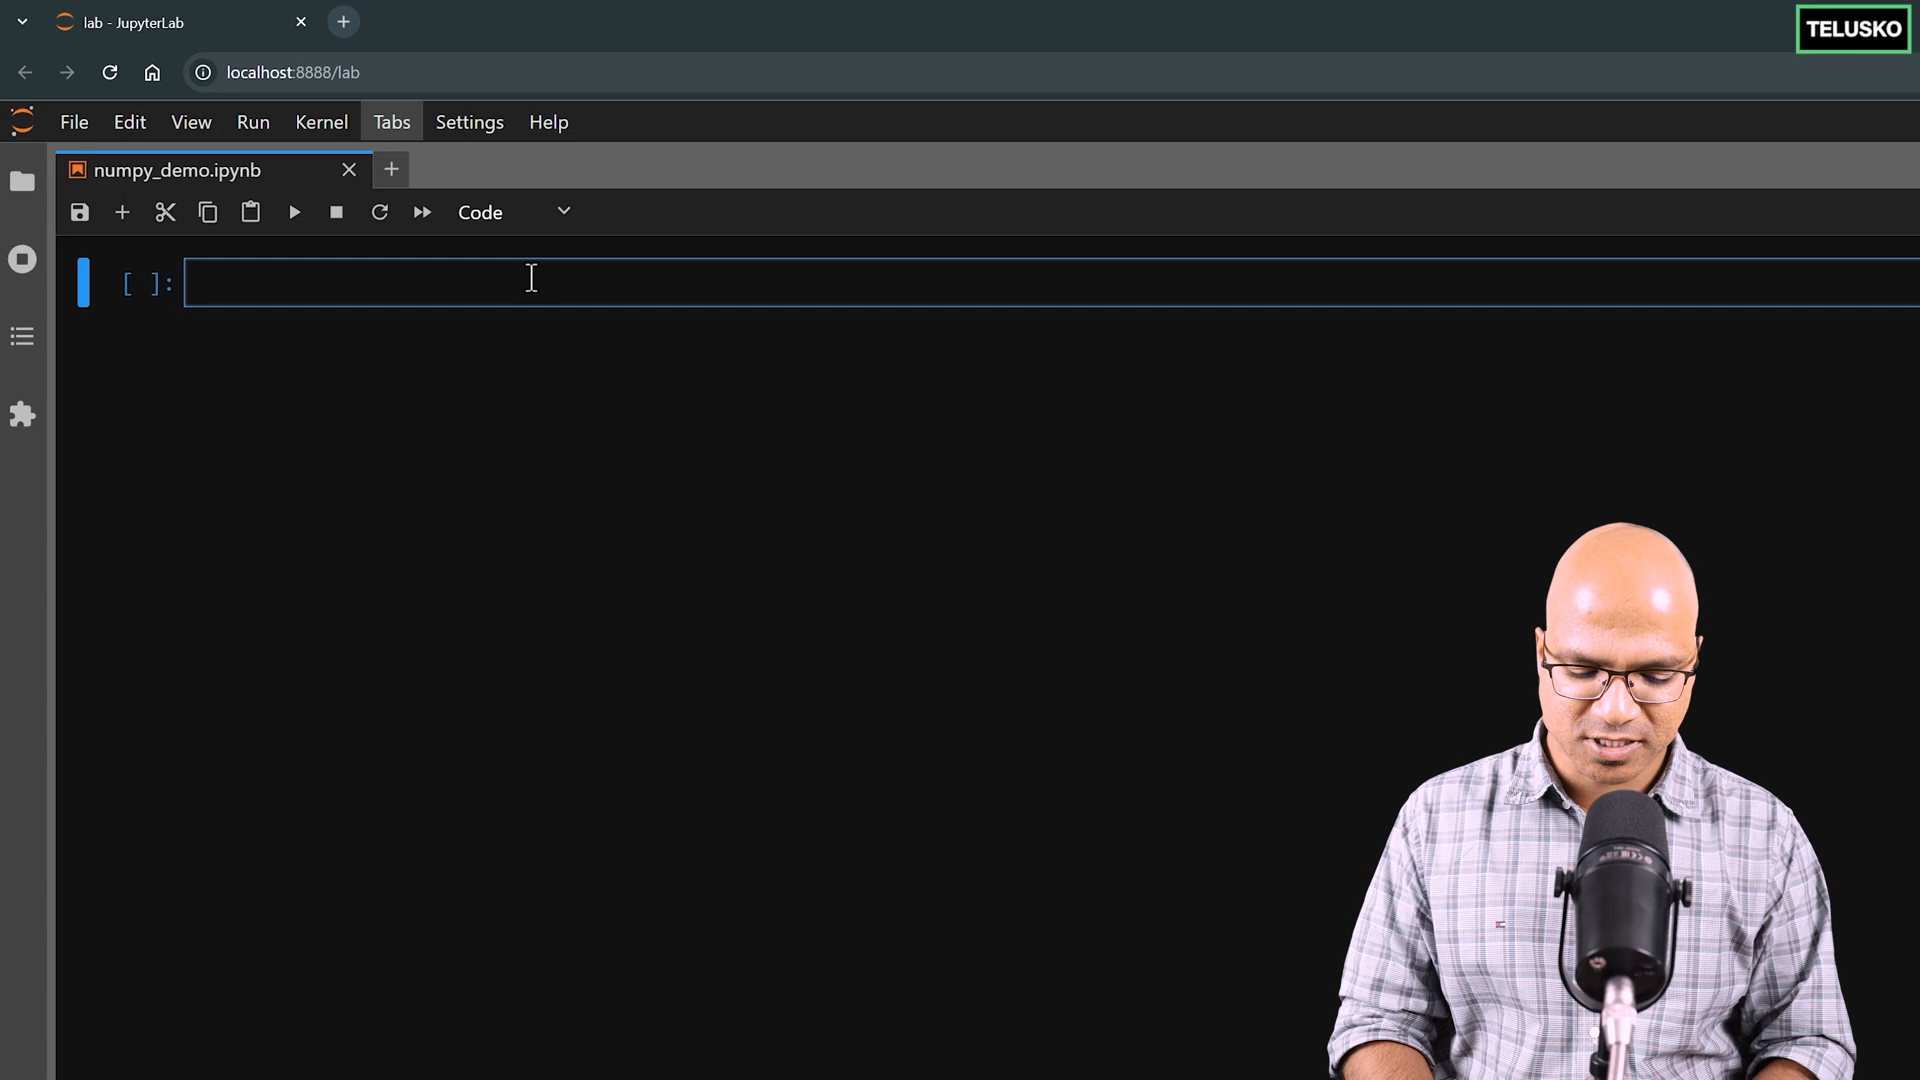 lab - JupyterLab
TELUSKO
localhost:8888/lab
File Edit View Run Kernel Tabs Settings Help
numpy_demo.ipynb
Code
[ ]: